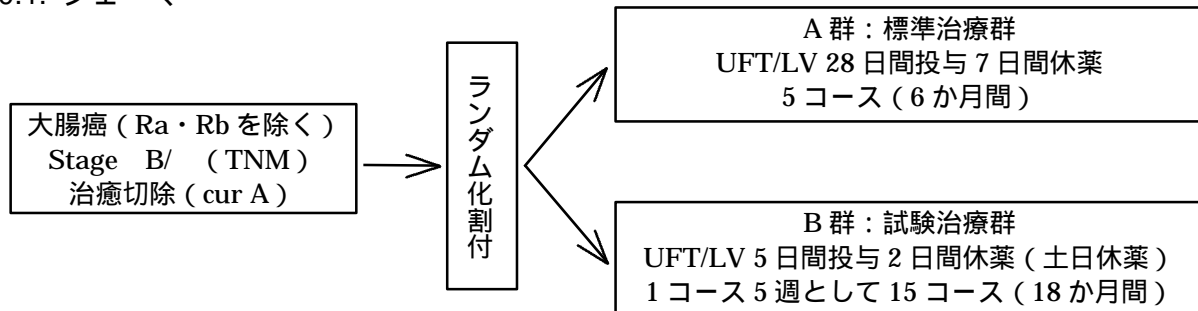 シェーマ
大腸癌（Ra・Rb を除く）
Stage B/ （TNM）
治癒切除（cur A）
ランダム化割付
A 群：標準治療群
UFT/LV 28 日間投与 7 日間休薬
5 コース（6 か月間）
B 群：試験治療群
UFT/LV 5 日間投与 2 日間休薬（土日休薬）
1 コース 5 週として 15 コース（18 か月間）